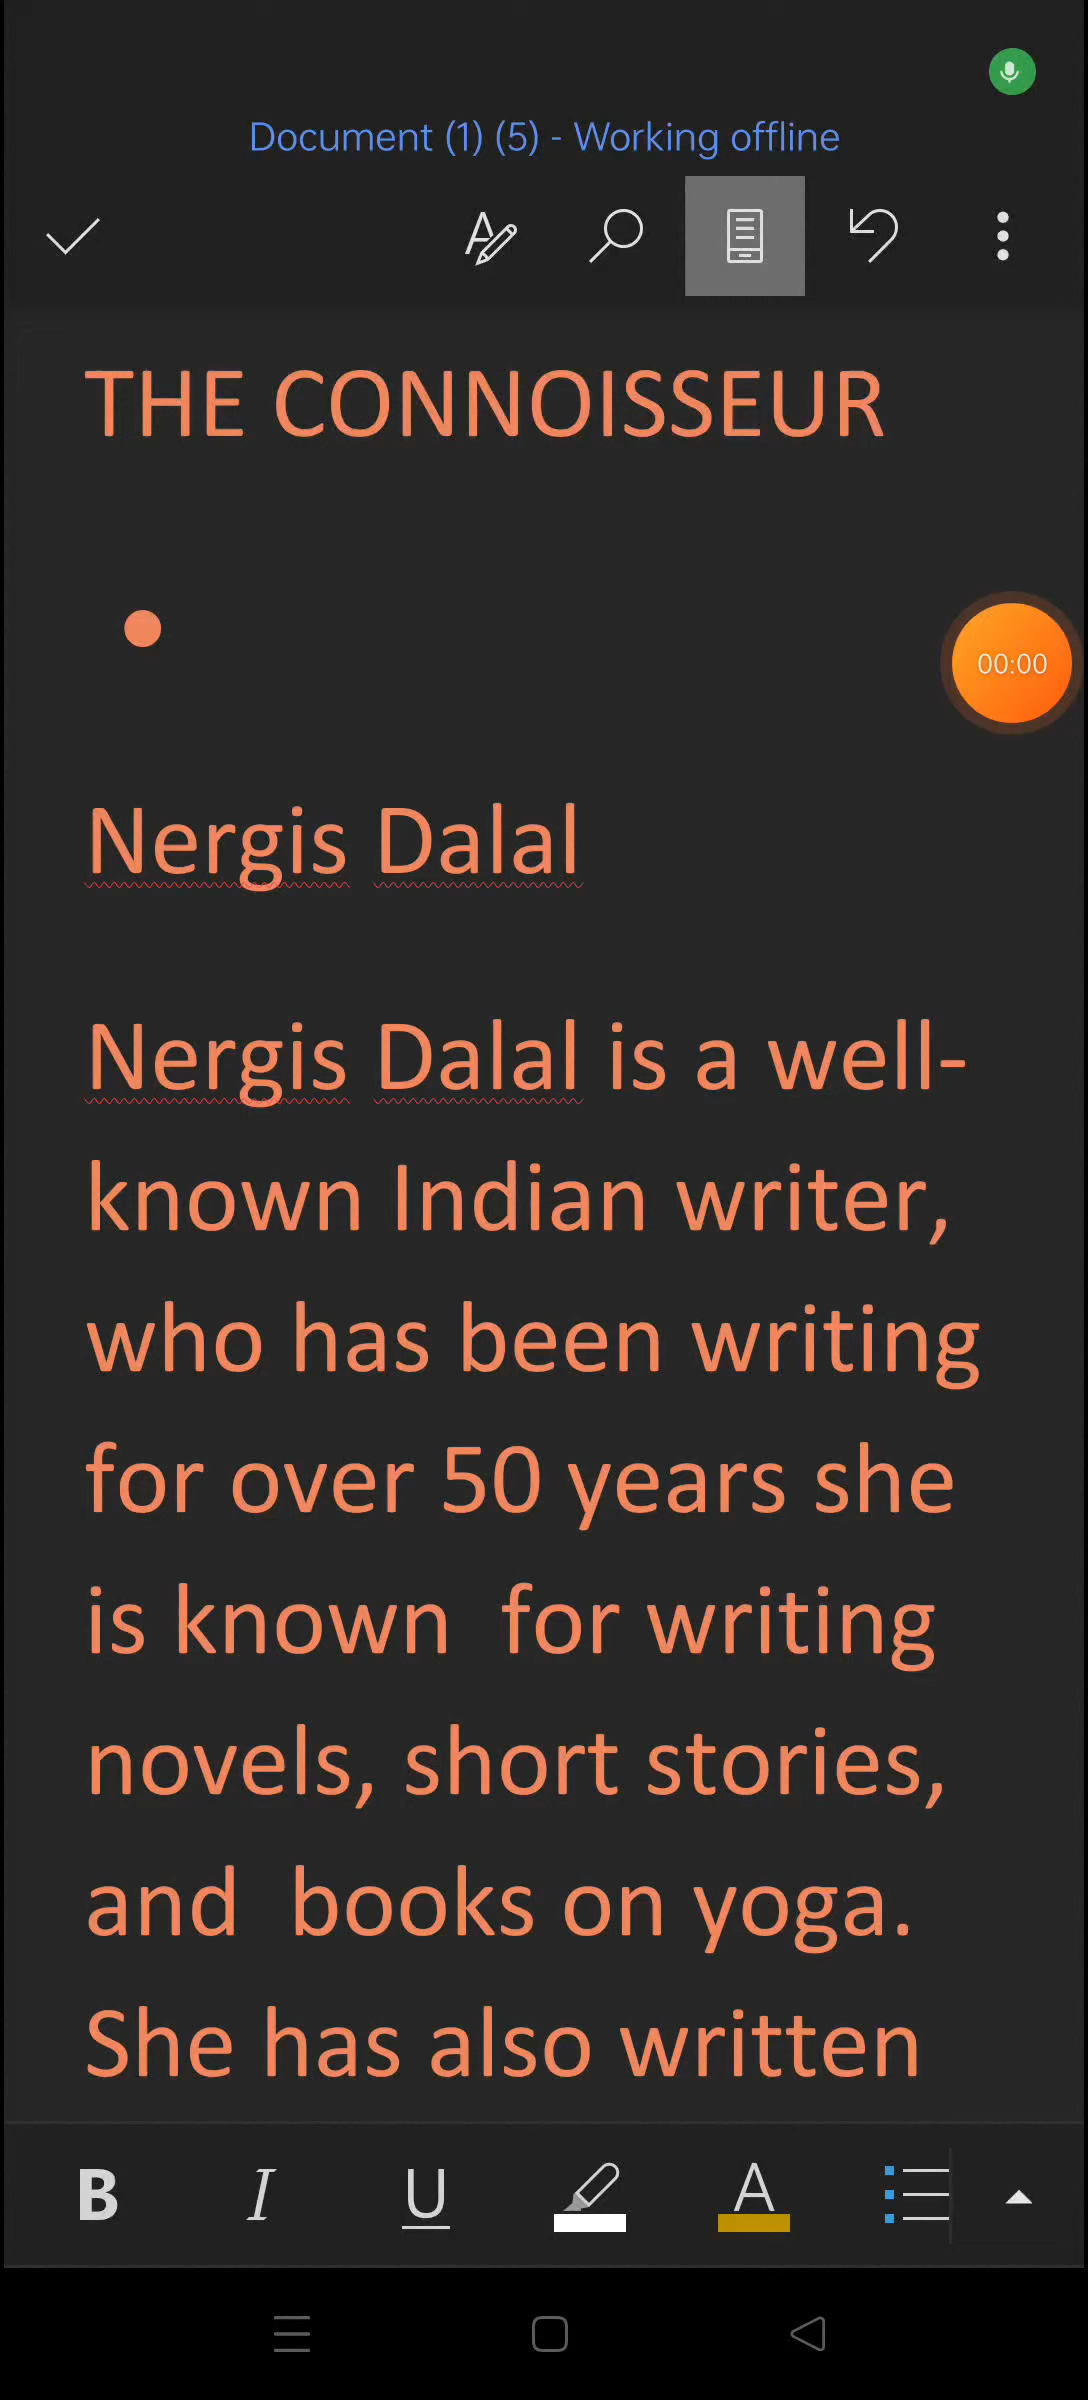 Document (1) (5) - Working offline
THE CONNOISSEUR
00:00
Nergis Dalal
Nergis Dalal is a well-
known Indian writer,
who has been writing
for over 50 years she
is known  for writing
novels, short stories,
and  books on yoga.
She has also written
B I U A